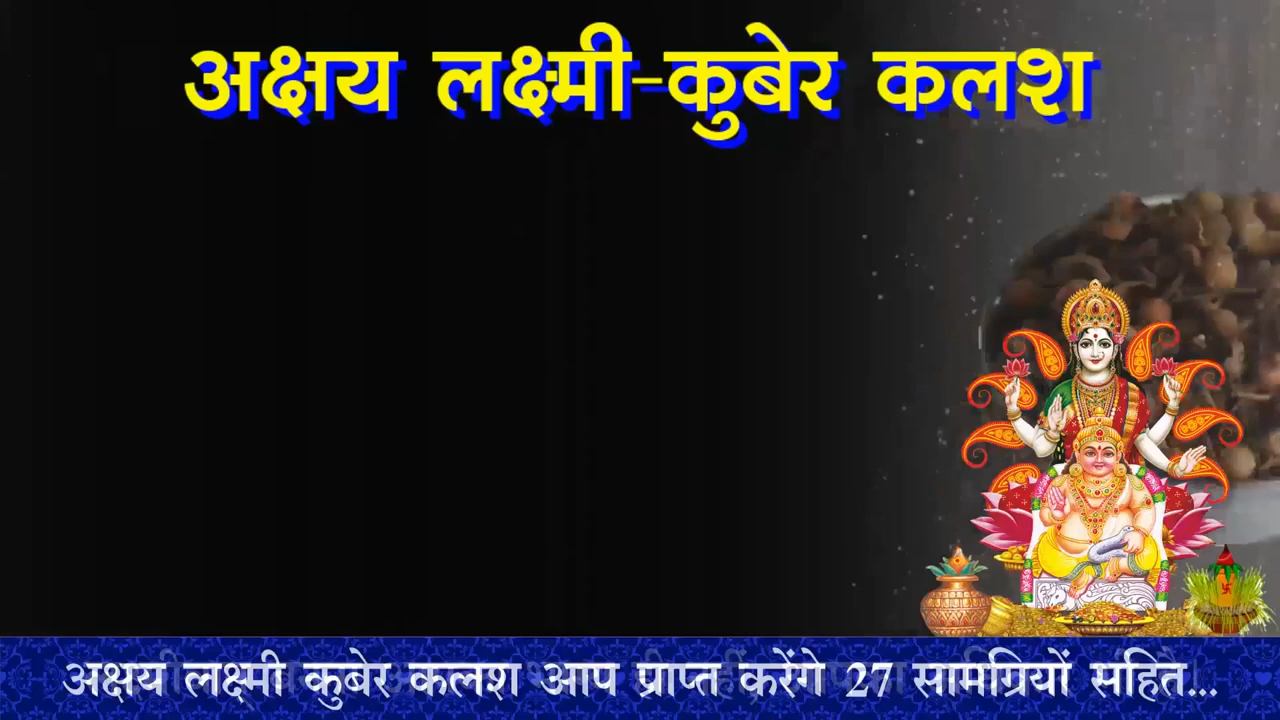 अक्षय लक्ष्मी-कुबेर कलश
अक्षय लक्ष्मी कुबेर कलश आप प्राप्त करेंगे 27 सामग्रियों सहित...